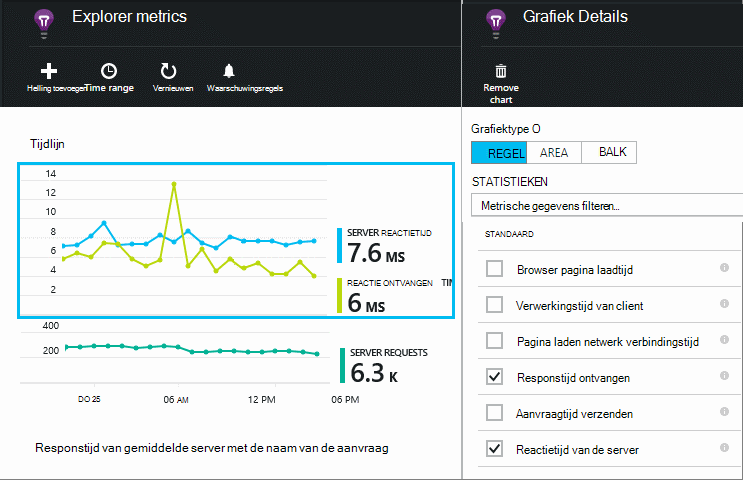 Explorer metrics
Helling toevoegen Time range Vernieuwen Waarschuwingsregels
Tijdlijn
14
12
10
8
6
4
2
SERVER REACTIETIJD
7.6 MS
REACTIE ONTVANGEN TIM
6 MS
400
200
SERVER REQUESTS
6.3 K
DO 25 06 AM 12 PM 06 PM
Responstijd van gemiddelde server met de naam van de aanvraag
Grafiek Details
Remove
chart
Grafiektype O
REGEL AREA BALK
STATISTIEKEN
Metrische gegevens filteren...
STANDAARD
Browser pagina laadtijd
Verwerkingstijd van client
Pagina laden netwerk verbindingstijd
Responstijd ontvangen
Aanvraagtijd verzenden
Reactietijd van de server